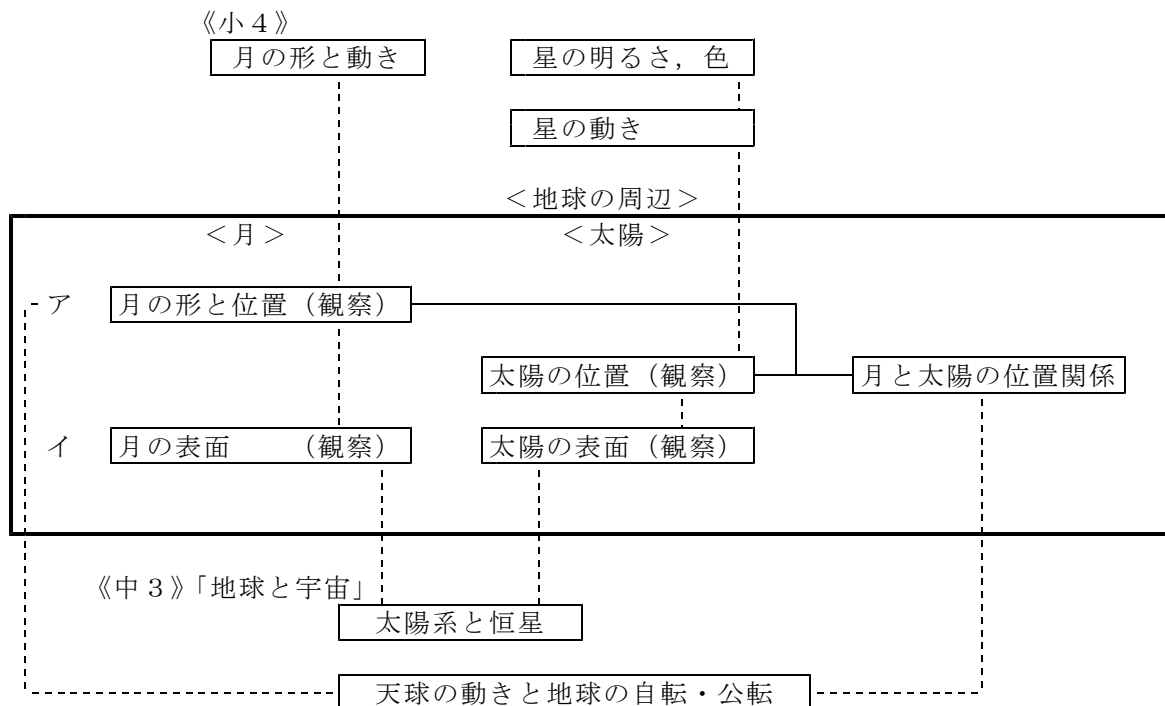 《小４》
月の形と動き
星の明るさ，色
星の動き
＜地球の周辺＞
＜月＞
＜太陽＞
ア
月の形と位置（観察）
太陽の位置（観察）
月と太陽の位置関係
イ
月の表面　　（観察）
太陽の表面（観察）
《中３》「地球と宇宙」
太陽系と恒星
天球の動きと地球の自転・公転